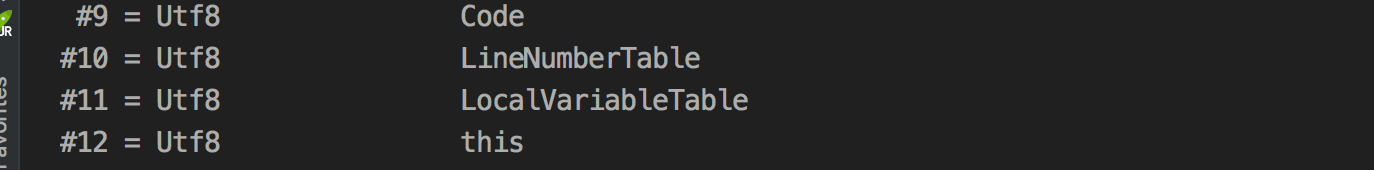 #9 = Utf8 Code
#10 = Utf8 LineNumberTable
#11 = Utf8 LocalVariableTable
#12 = Utf8 this